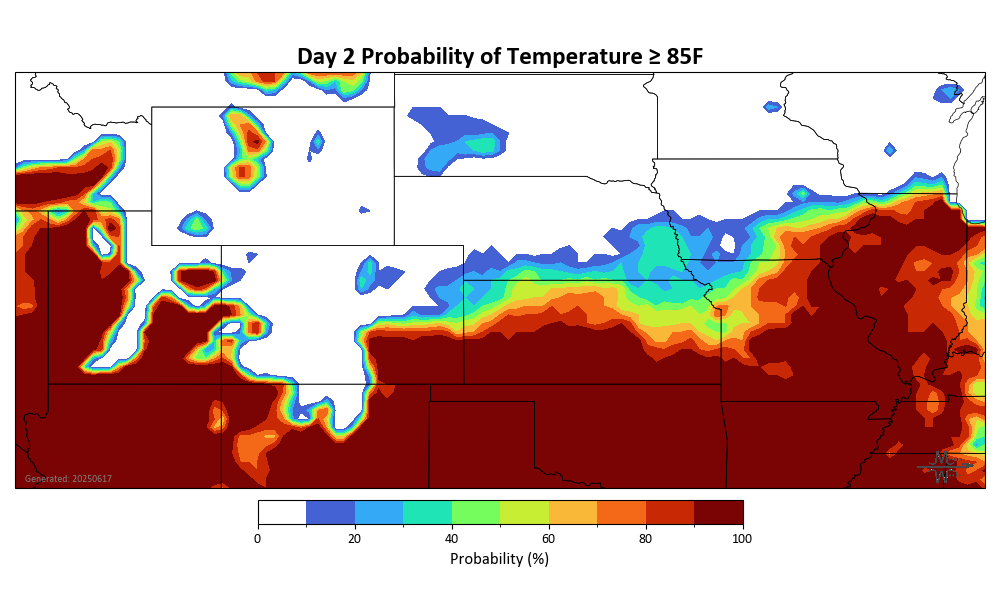 Day 2 Probability of Temperature ≥ 85F
Generated: 20250617
0 20 40 60 80 100
Probability (%)